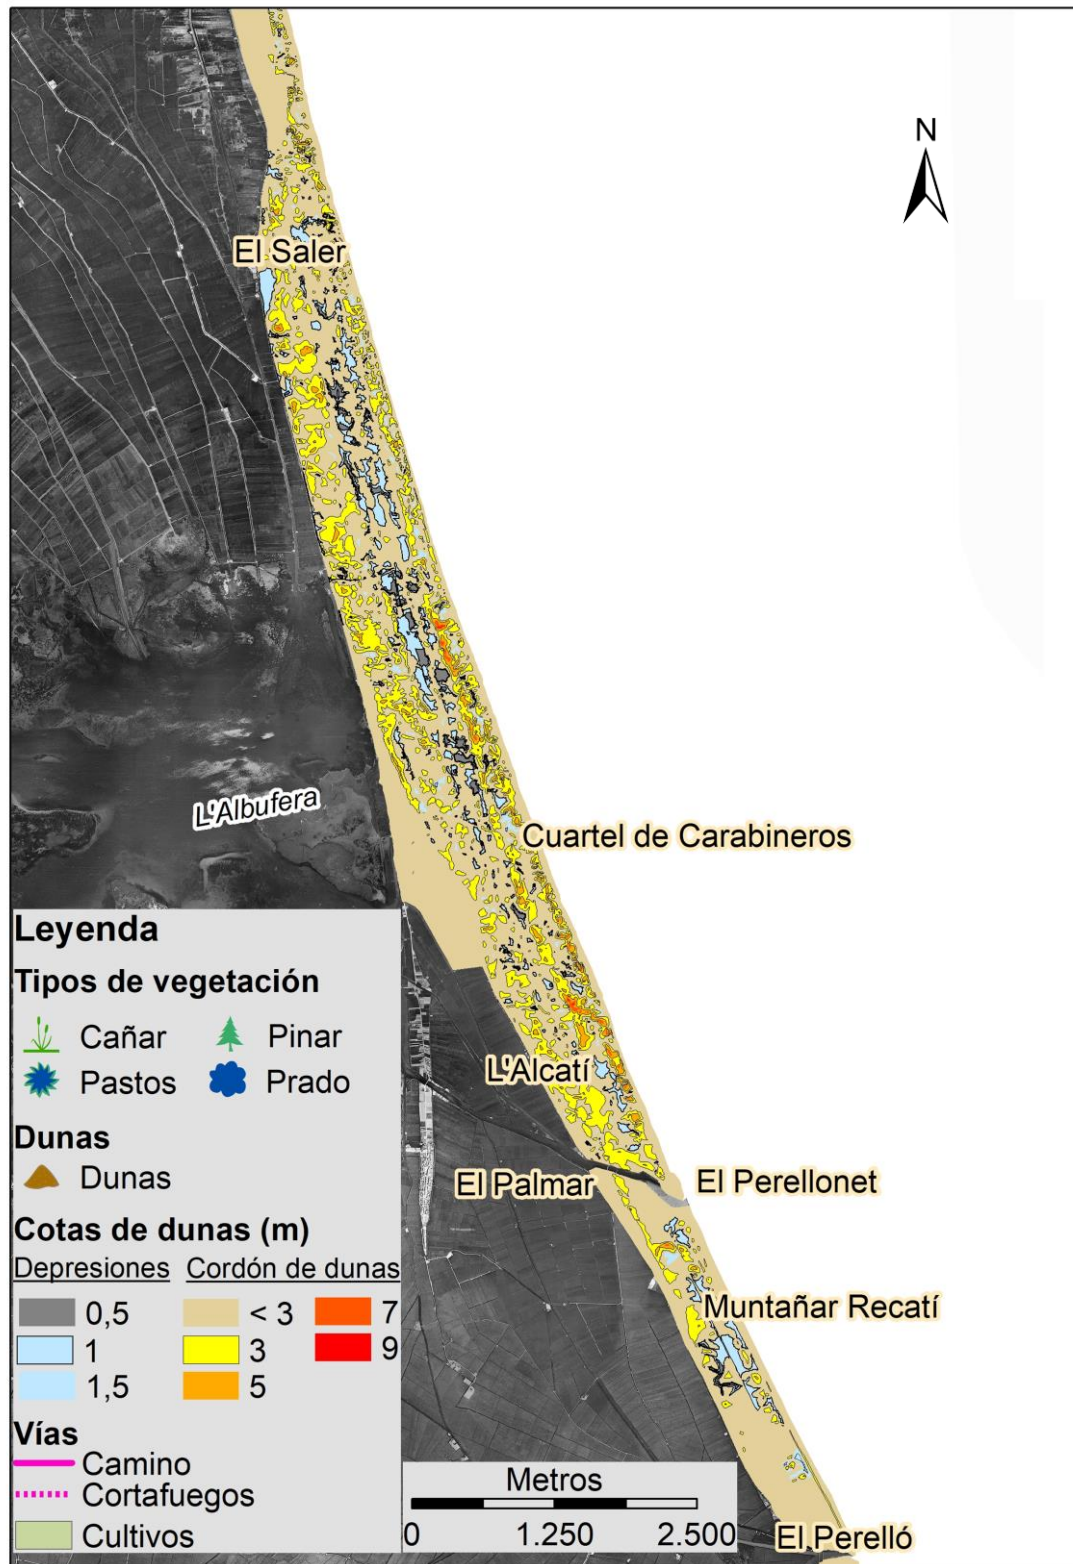 N
El Saler
L'Albufera
Cuartel de Carabineros
L'Alcatí
El Palmar
El Perellonet
Muntañar Recatí
El Perelló
Leyenda
Tipos de vegetación
Cañar
Pinar
Pastos
Prado
Dunas
Dunas
Cotas de dunas (m)
Depresiones Cordón de dunas
0,5 < 3 7
1 3 9
1,5 5
Vías
Camino
Cortafuegos
Cultivos
Metros
0 1.250 2.500